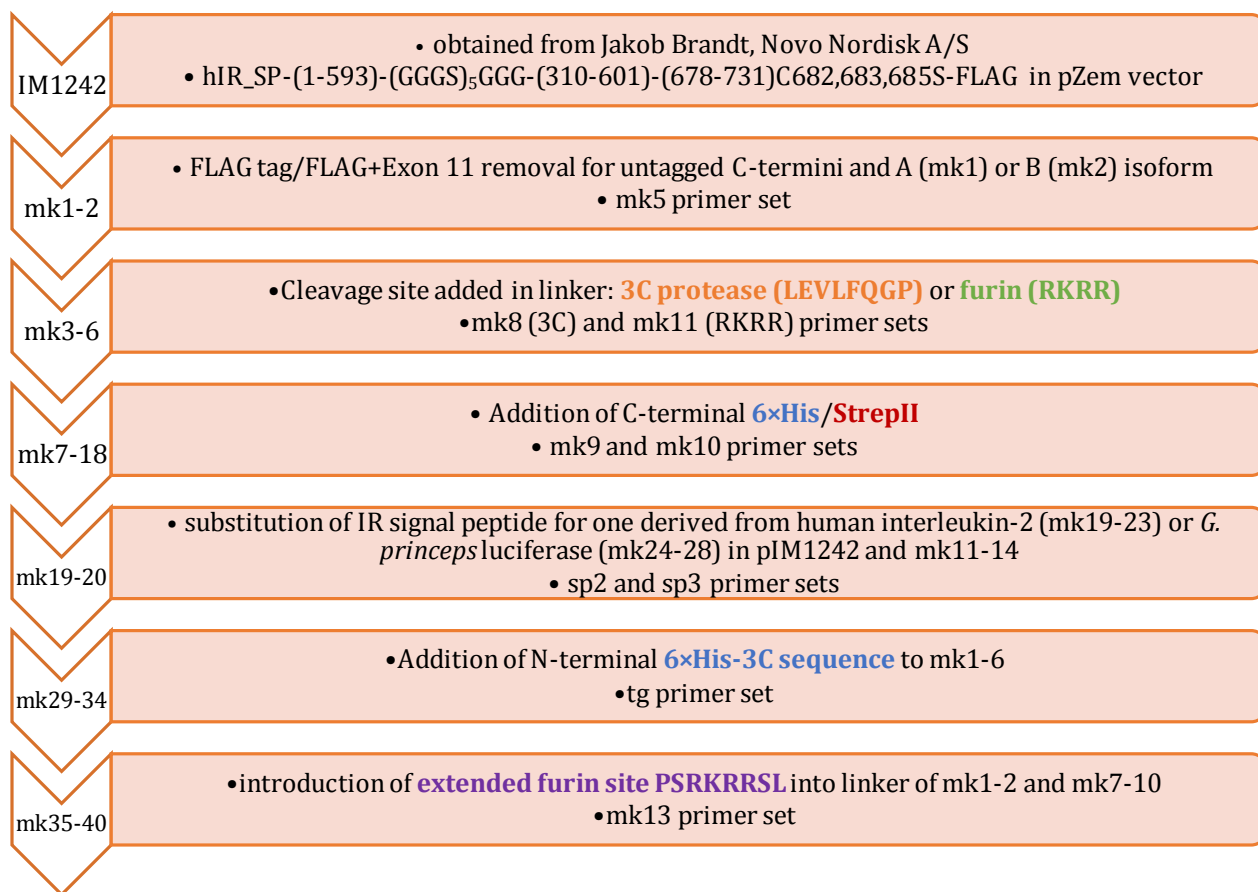 IM1242
• obtained from Jakob Brandt, Novo Nordisk A/S
• hIR_SP-(1-593)-(GGGS)₅GGG-(310-601)-(678-731)C682,683,685S-FLAG in pZem vector
mk1-2
• FLAG tag/FLAG+Exon 11 removal for untagged C-termini and A (mk1) or B (mk2) isoform
• mk5 primer set
mk3-6
•Cleavage site added in linker: 3C protease (LEVLFQGP) or furin (RKRR)
•mk8 (3C) and mk11 (RKRR) primer sets
mk7-18
• Addition of C-terminal 6×His/StrepII
• mk9 and mk10 primer sets
mk19-20
• substitution of IR signal peptide for one derived from human interleukin-2 (mk19-23) or G.
princeps luciferase (mk24-28) in pIM1242 and mk11-14
• sp2 and sp3 primer sets
mk29-34
•Addition of N-terminal 6×His-3C sequence to mk1-6
•tg primer set
mk35-40
•introduction of extended furin site PSRKRRSL into linker of mk1-2 and mk7-10
•mk13 primer set